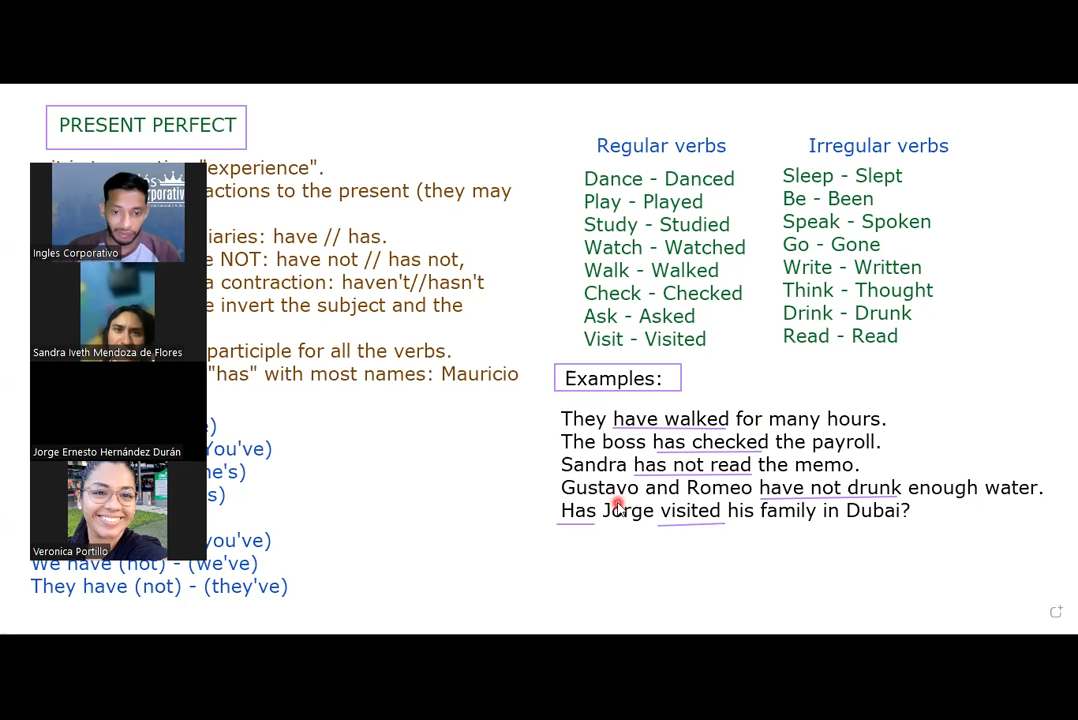 PRESENT PERFECT
"experience".
actions to the present (they may
iaries: have // has.
e NOT: have not // has not,
a contraction: haven't//hasn't
e invert the subject and the
participle for all the verbs.
"has" with most names: Mauricio
e)
You've)
he's)
s)
you've)
We have (not) - (we've)
They have (not) - (they've)
Ingles Corporativo
Sandra Iveth Mendoza de Flores
Jorge Ernesto Hernández Durán
Veronica Portillo
Regular verbs
Dance - Danced
Play - Played
Study - Studied
Watch - Watched
Walk - Walked
Check - Checked
Ask - Asked
Visit - Visited
Irregular verbs
Sleep - Slept
Be - Been
Speak - Spoken
Go - Gone
Write - Written
Think - Thought
Drink - Drunk
Read - Read
Examples:
They have walked for many hours.
The boss has checked the payroll.
Sandra has not read the memo.
Gustavo and Romeo have not drunk enough water.
Has Jorge visited his family in Dubai?